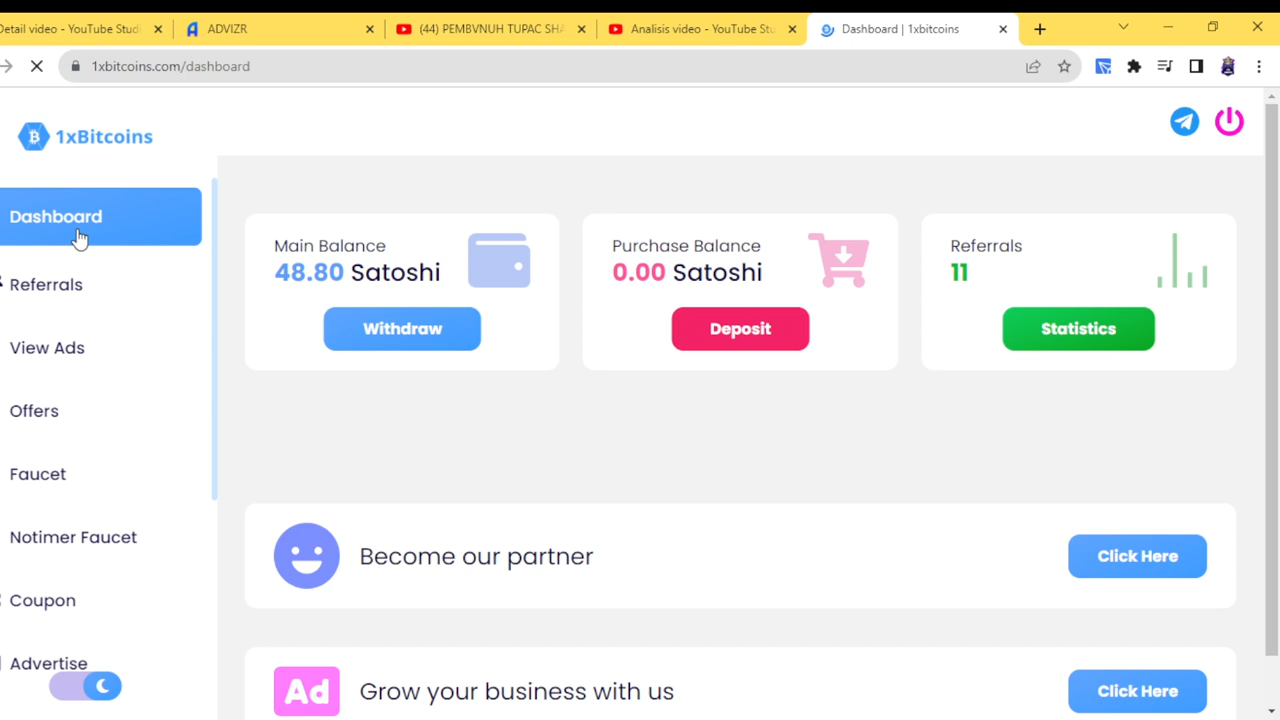 Detail video - YouTube Studi
ADVIZR
(44) PEMBVNUH TUPAC SHA
Analisis video - YouTube Stu
Dashboard | 1xbitcoins
1xbitcoins.com/dashboard
1xBitcoins
Dashboard
Referrals
View Ads
Offers
Faucet
Notimer Faucet
Coupon
Advertise
Main Balance
48.80 Satoshi
Withdraw
Purchase Balance
0.00 Satoshi
Deposit
Referrals
11
Statistics
Become our partner
Click Here
Ad
Grow your business with us
Click Here